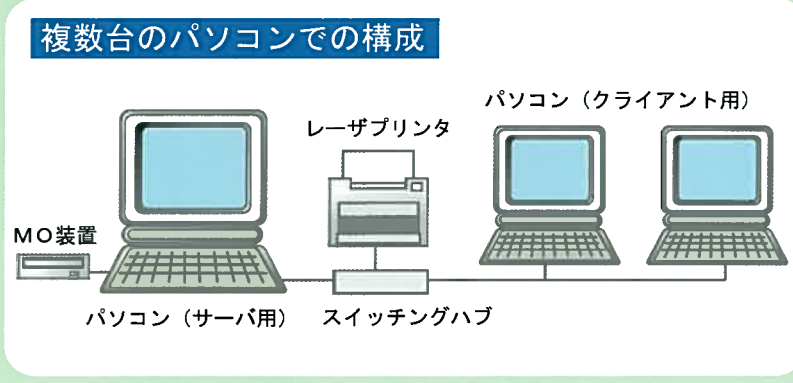 複数台のパソコンでの構成
パソコン（クライアント用）
レーザプリンタ
MO装置
パソコン（サーバ用）
スイッチングハブ